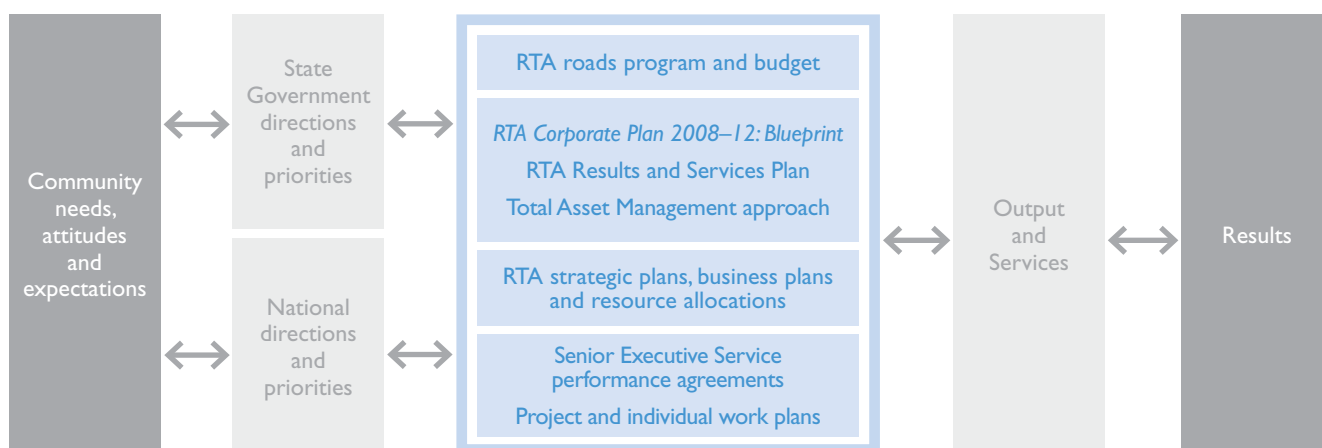 Community
needs,
attitudes
and
expectations
State
Government
directions
and
priorities
National
directions
and
priorities
RTA roads program and budget
RTA Corporate Plan 2008–12: Blueprint
RTA Results and Services Plan
Total Asset Management approach
RTA strategic plans, business plans
and resource allocations
Senior Executive Service
performance agreements
Project and individual work plans
Output
and
Services
Results